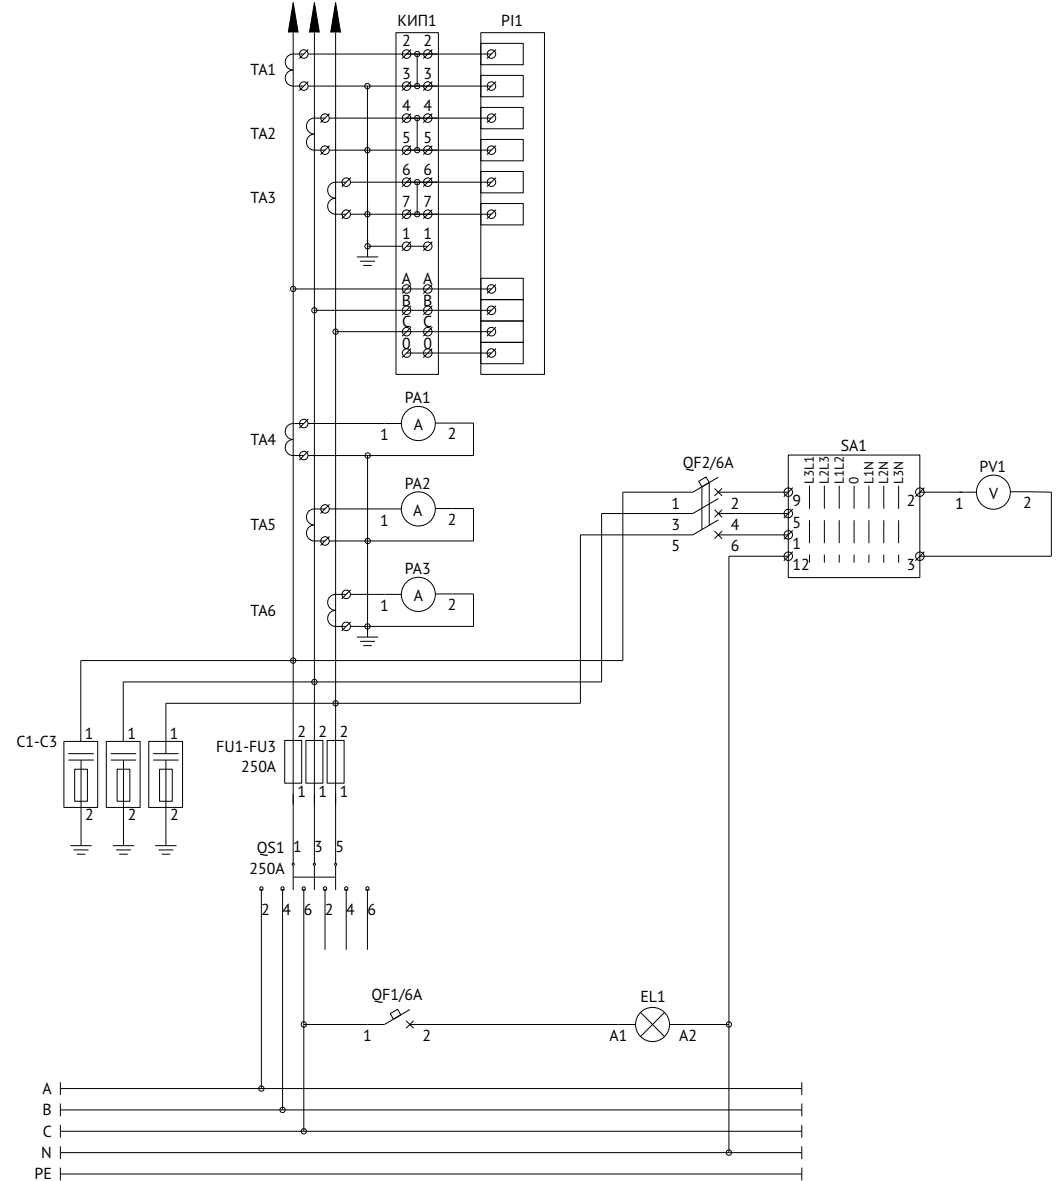 КИП1 PI1
2 2
TA1 3 3
4 4
TA2 5 5
6 6
TA3 7 7
1 1
A A
B B
C C
0 0
PA1
A
TA4 1 2
PA2
A
TA5 1 2
PA3
A
TA6 1 2
QF2/6A
1 2
3 4
5 6
SA1
L3L1 L2L3 L1L2 0 L1N L2N L3N
9 2
5
1
12 3
PV1
V
1 2
C1-C3 1 1 1
2 2 2
FU1-FU3 2 2 2
250A
1 1 1
QS1 1 3 5
250A
2 4 6 2 4 6
QF1/6A
1 2
EL1
A1 A2
A
B
C
N
PE